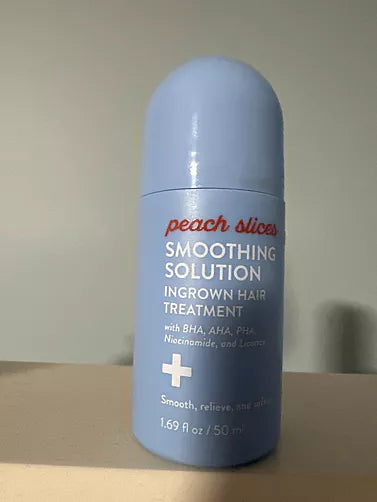 peach slices
SMOOTHING
SOLUTION
INGROWN HAIR
TREATMENT
with BHA, AHA, PHA,
Niacinamide, and Licorice
Smooth, relieve, and
1.69 fl oz / 50 ml